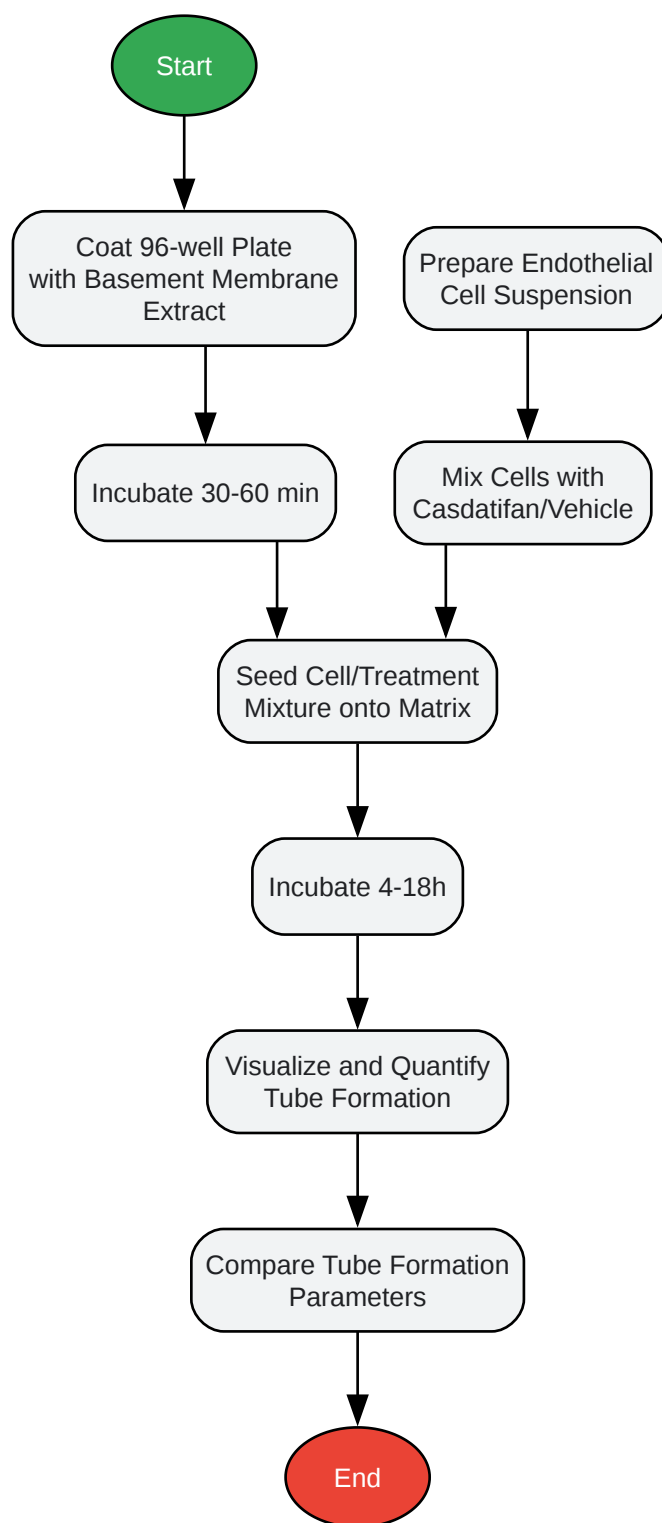 Start
Coat 96-well Plate
with Basement Membrane
Extract
Prepare Endothelial
Cell Suspension
Incubate 30-60 min
Mix Cells with
Casdatifan/Vehicle
Seed Cell/Treatment
Mixture onto Matrix
Incubate 4-18h
Visualize and Quantify
Tube Formation
Compare Tube Formation
Parameters
End